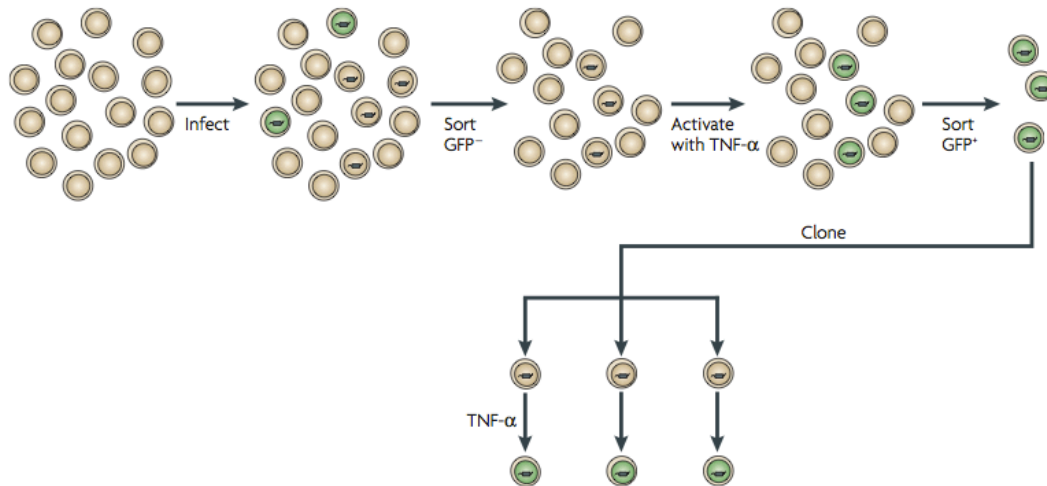 Infect
Sort
GFP⁻
Activate
with TNF-α
Sort
GFP⁺
Clone
TNF-α